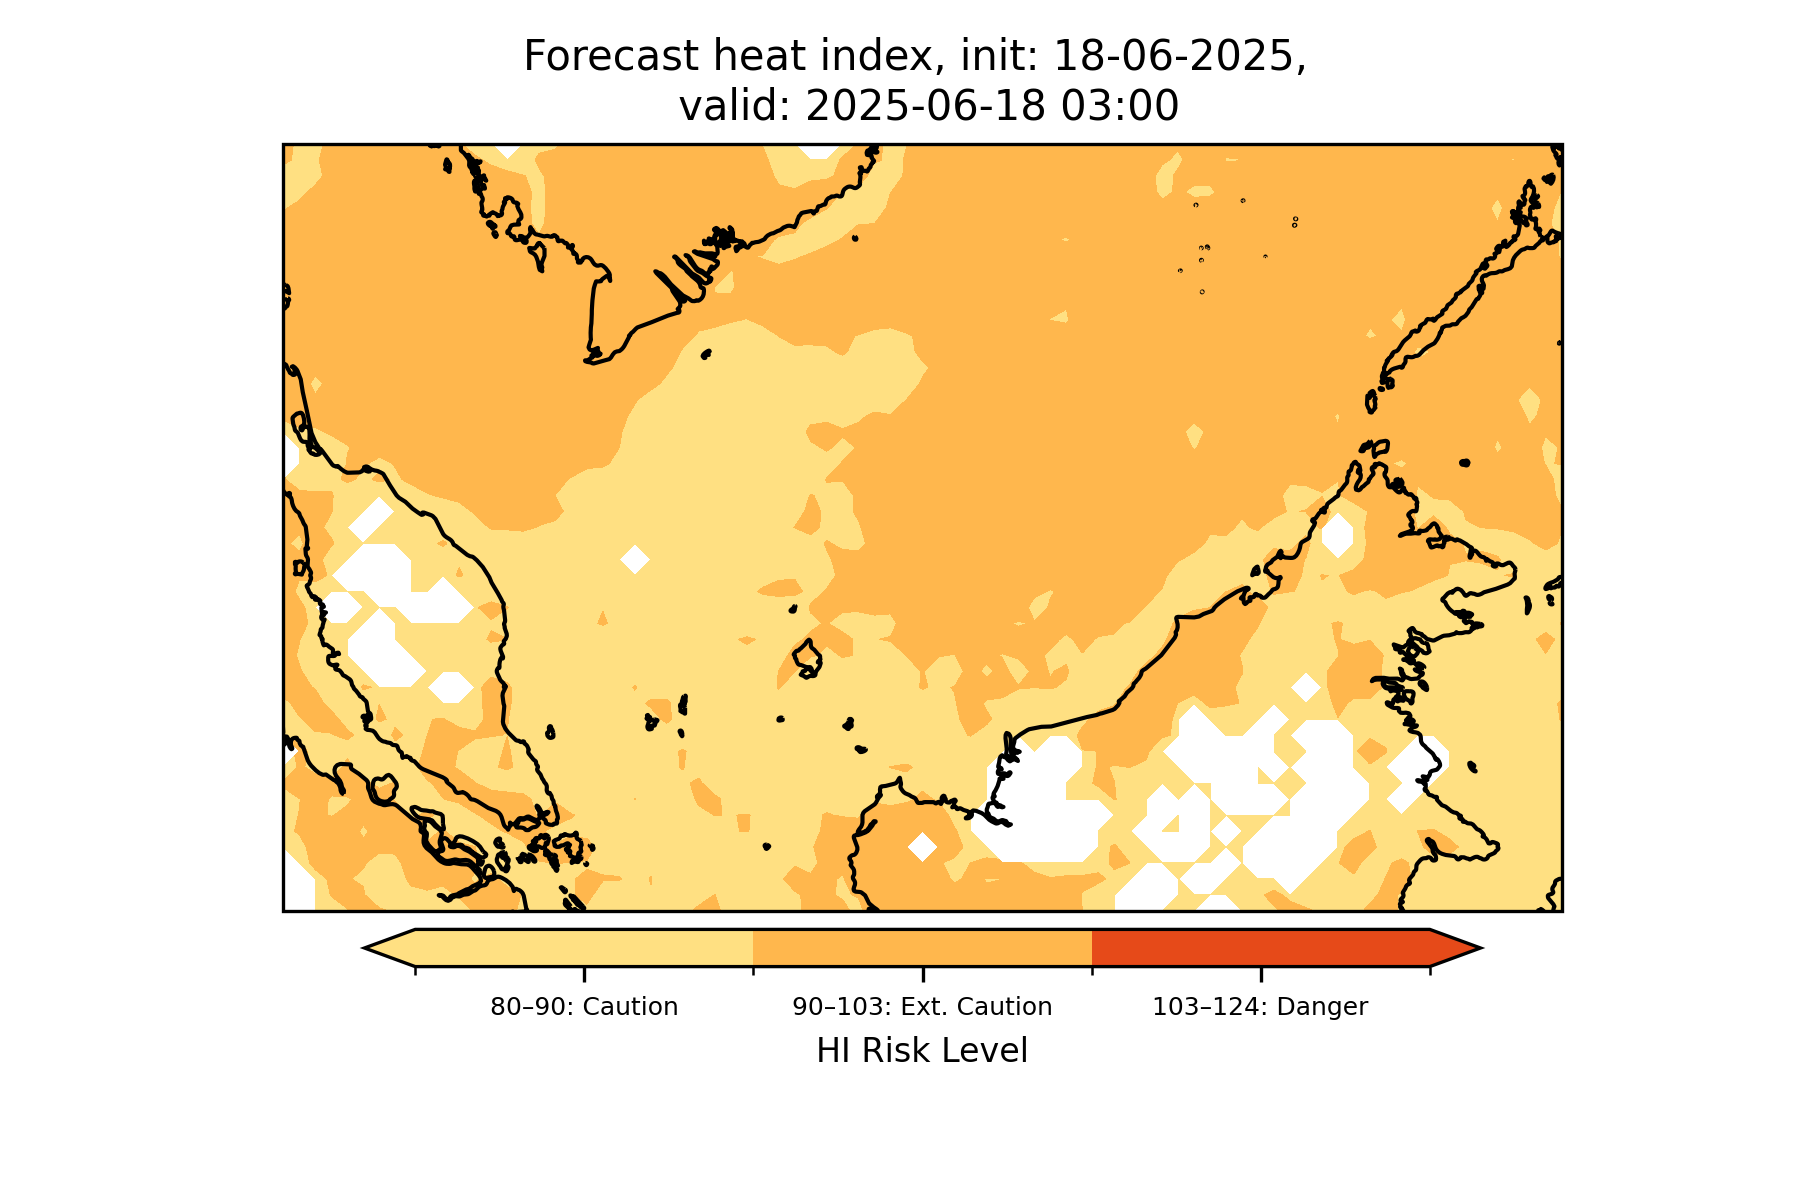 Forecast heat index, init: 18-06-2025,
valid: 2025-06-18 03:00
80–90: Caution
90–103: Ext. Caution
103–124: Danger
HI Risk Level